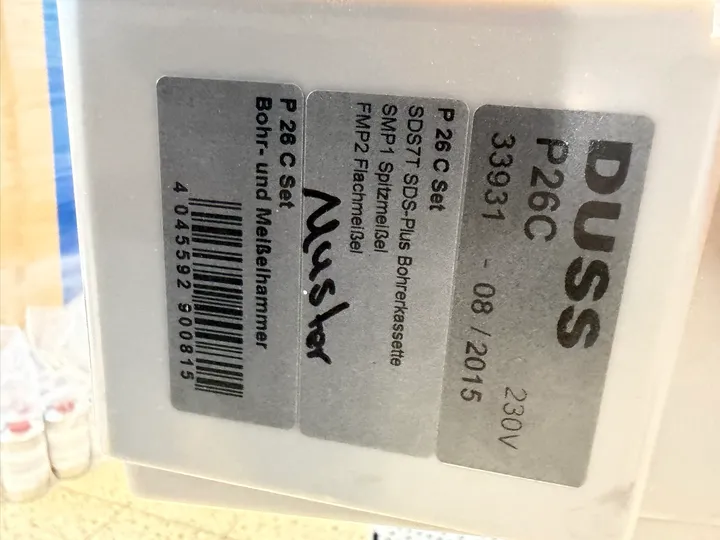 DUSS
P26C 230V
33931 - 08 / 2015
P 26 C Set
SDS7T SDS-Plus Bohrerkassette
SMP1 Spitzmeißel
FMP2 Flachmeißel
Muster
P 26 C Set
Bohr- und Meißelhammer
4 045592 900815